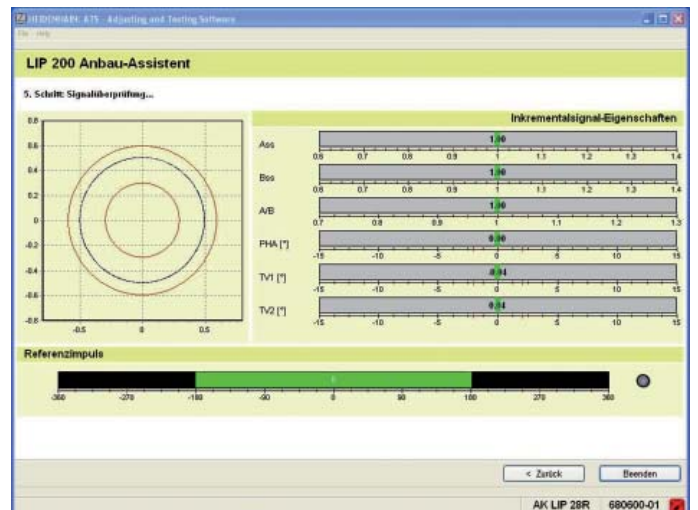 HEIDENHAIN: ATS - Adjusting and Testing Software
File Help
LIP 200 Anbau-Assistent
5. Schritt: Signalüberprüfung...
Inkrementalsignal-Eigenschaften
0.8
0.6
0.4
0.2
0
-0.2
-0.4
-0.6
-0.8
-0.5 0 0.5
Ass 1.00
0.6 0.7 0.8 0.9 1 1.1 1.2 1.3 1.4
Bss 1.00
0.6 0.7 0.8 0.9 1 1.1 1.2 1.3 1.4
A/B 1.00
0.7 0.8 0.9 1 1.1 1.2 1.3
PHA [°] 0.00
-15 -10 -5 0 5 10 15
TV1 [°] -0.04
-15 -10 -5 0 5 10 15
TV2 [°] 0.04
-15 -10 -5 0 5 10 15
Referenzimpuls
-360 -270 -180 -90 0 90 180 270 360
< Zurück Beenden
AK LIP 28R 680600-01